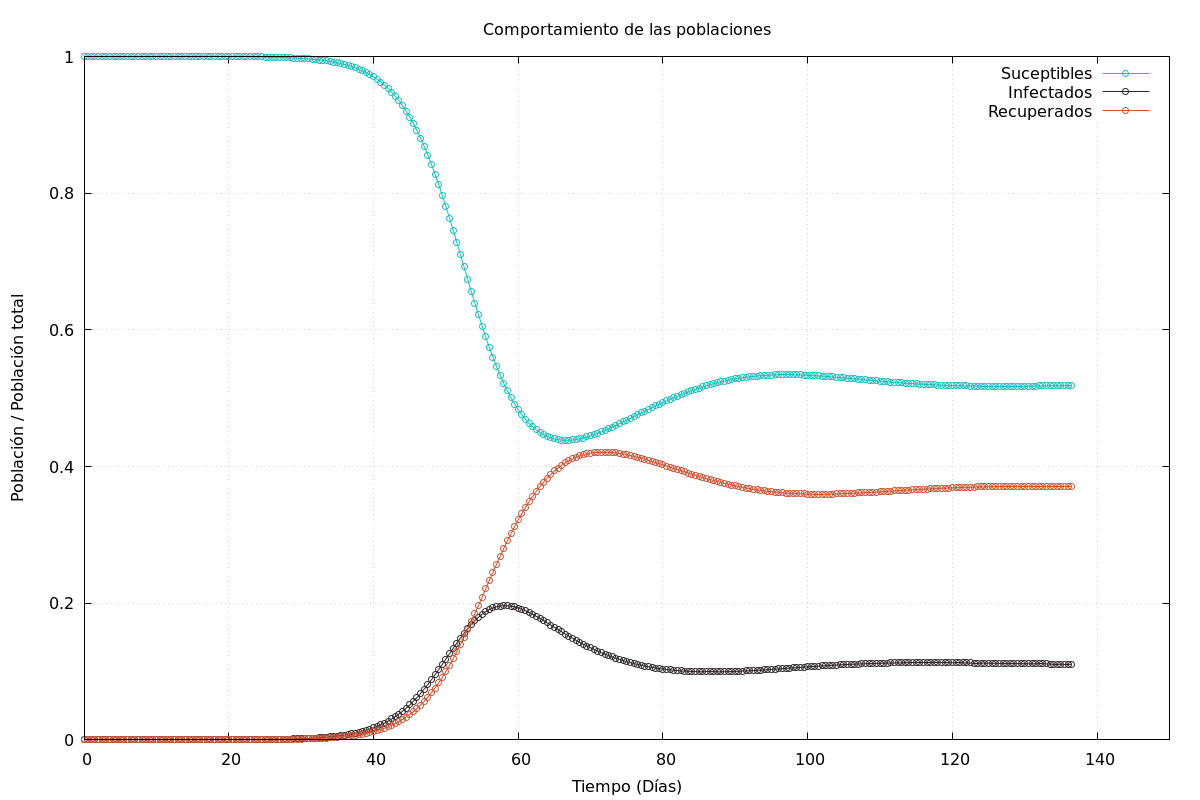 Comportamiento de las poblaciones
Suceptibles
Infectados
Recuperados
1
0.8
0.6
0.4
0.2
0
Población / Población total
0 20 40 60 80 100 120 140
Tiempo (Días)